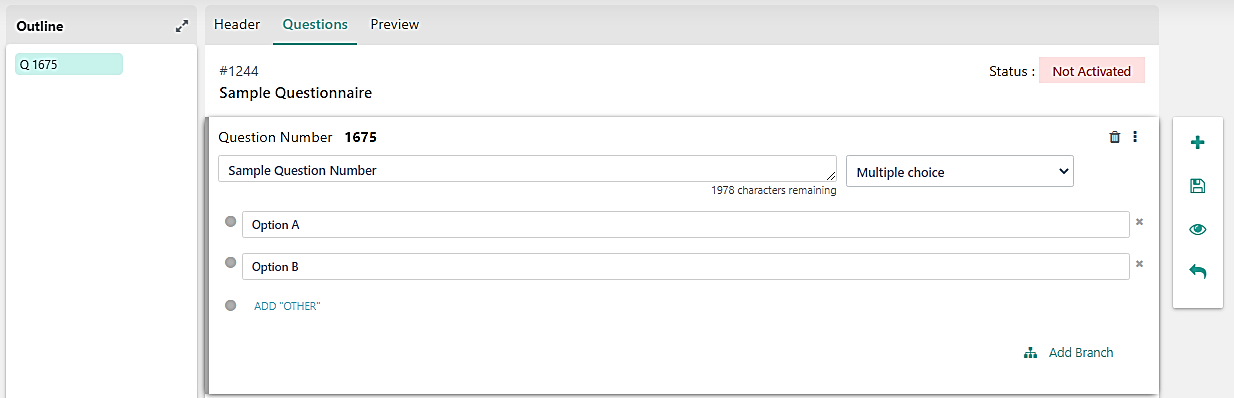 Outline
Header Questions Preview
Q 1675
#1244
Status : Not Activated
Sample Questionnaire
Question Number 1675
Sample Question Number
Multiple choice
1978 characters remaining
Option A
Option B
ADD "OTHER"
Add Branch